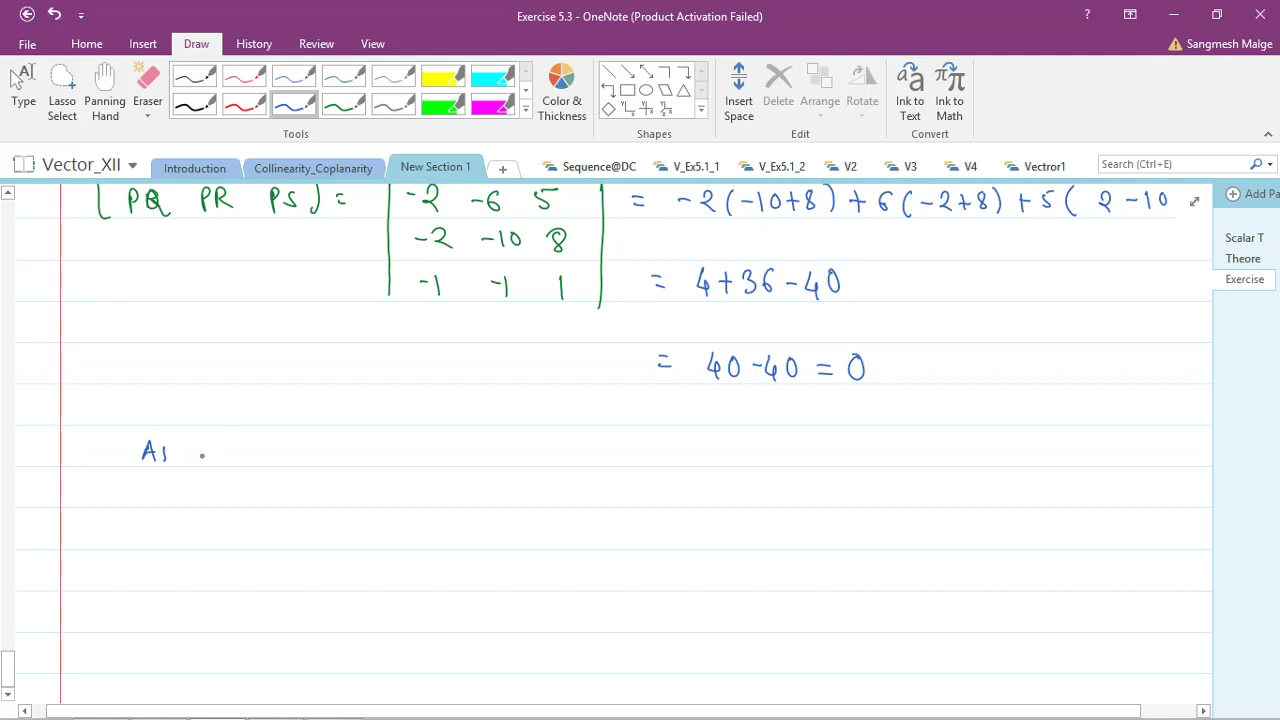 Exercise 5.3 - OneNote (Product Activation Failed)
File Home Insert Draw History Review View Sangmesh Malge
Type Lasso Select Panning Hand Eraser Color & Thickness Insert Space Delete Arrange Rotate Ink to Text Ink to Math
Tools Shapes Edit Convert
Vector_XII Introduction Collinearity_Coplanarity New Section 1 Sequence@DC V_Ex5.1_1 V_Ex5.1_2 V2 V3 V4 Vector1 Search (Ctrl+E)
Add Pa
Scalar T
Theore
Exercise
[ PQ PR PS ] = | -2 -6 5 | = -2 (-10+8) + 6 (-2+8) + 5 ( 2 -10
| -2 -10 8 |
| -1 -1 1 | = 4+36-40
= 40-40 = 0